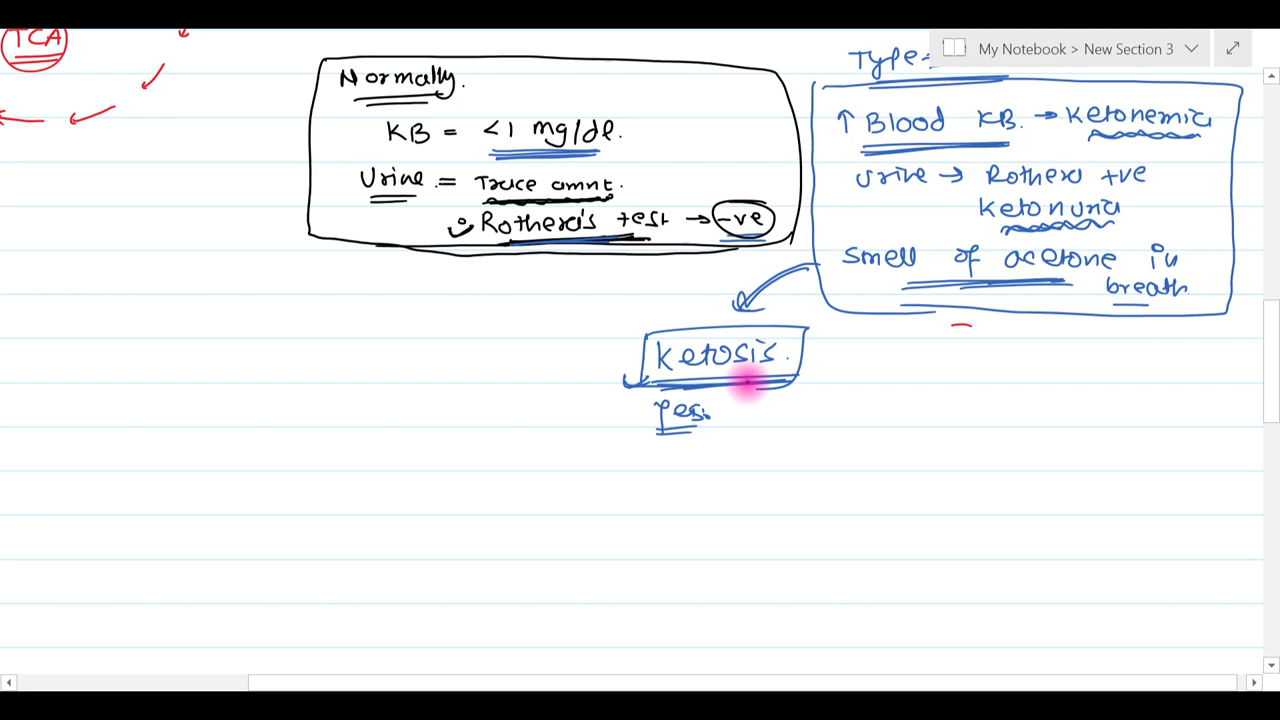 TCA
My Notebook > New Section 3
Normally.
KB = <1 mg/dl.
Urine = Trace amnt.
∴ Rothera's test → -ve
Type
↑ Blood KB. → Ketonemia
Urine → Rothera +ve
Ketonuria
Smell of acetone in
breath.
Ketosis.